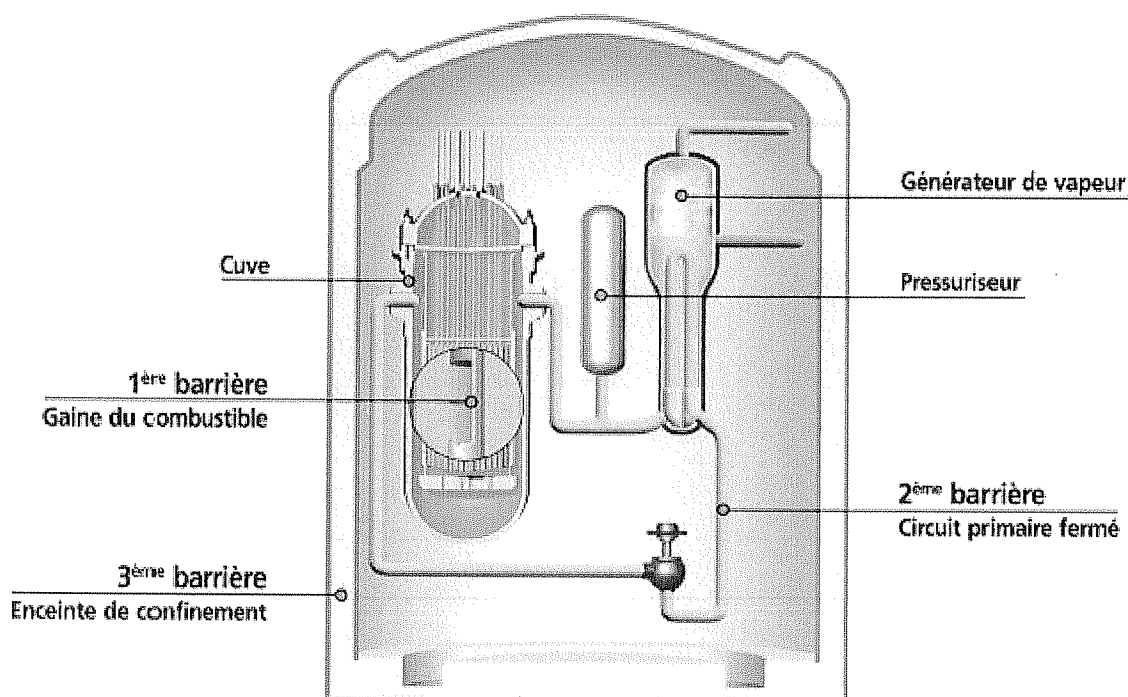 Générateur de vapeur
Cuve
Pressuriseur
1ère barrière
Gaine du combustible
2ème barrière
Circuit primaire fermé
3ème barrière
Enceinte de confinement